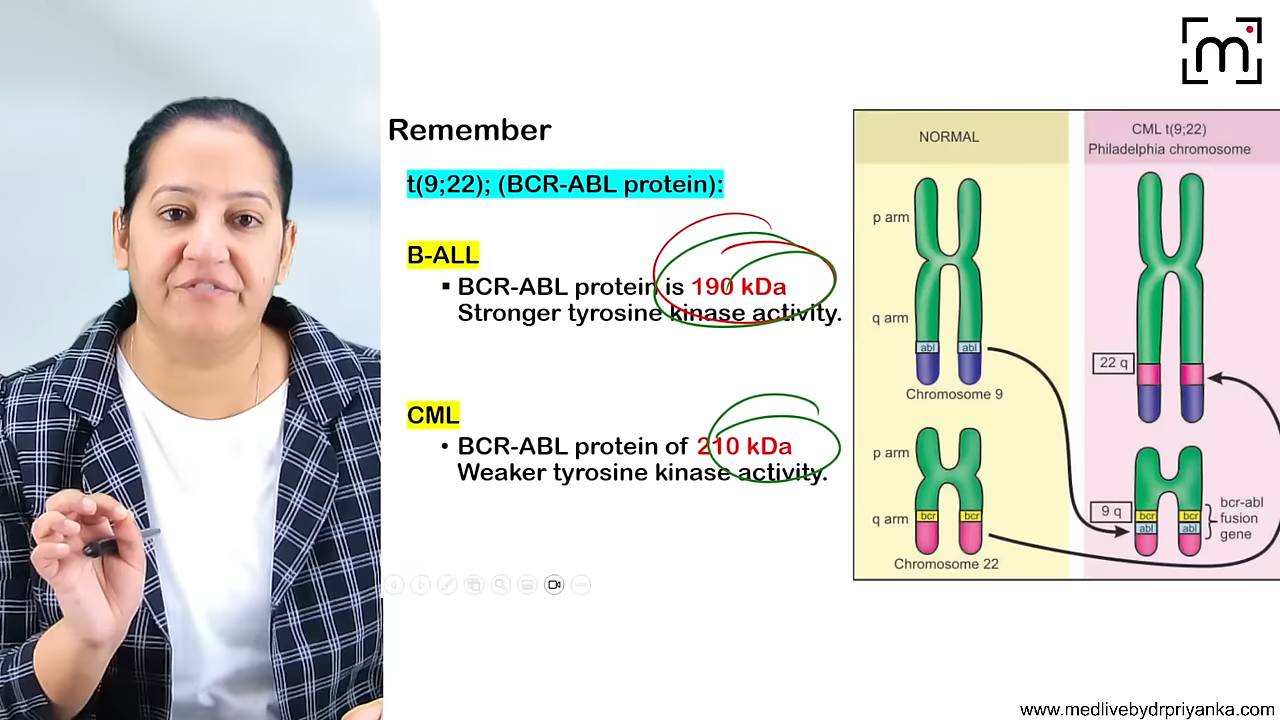 Remember
t(9;22); (BCR-ABL protein):
B-ALL
▪ BCR-ABL protein is 190 kDa
Stronger tyrosine kinase activity.
CML
• BCR-ABL protein of 210 kDa
Weaker tyrosine kinase activity.
m
NORMAL
p arm
q arm
abl abl
Chromosome 9
p arm
q arm
bcr bcr
Chromosome 22
CML t(9;22)
Philadelphia chromosome
22 q
9 q
bcr bcr
abl abl
bcr-abl
fusion
gene
www.medlivebydrpriyanka.com